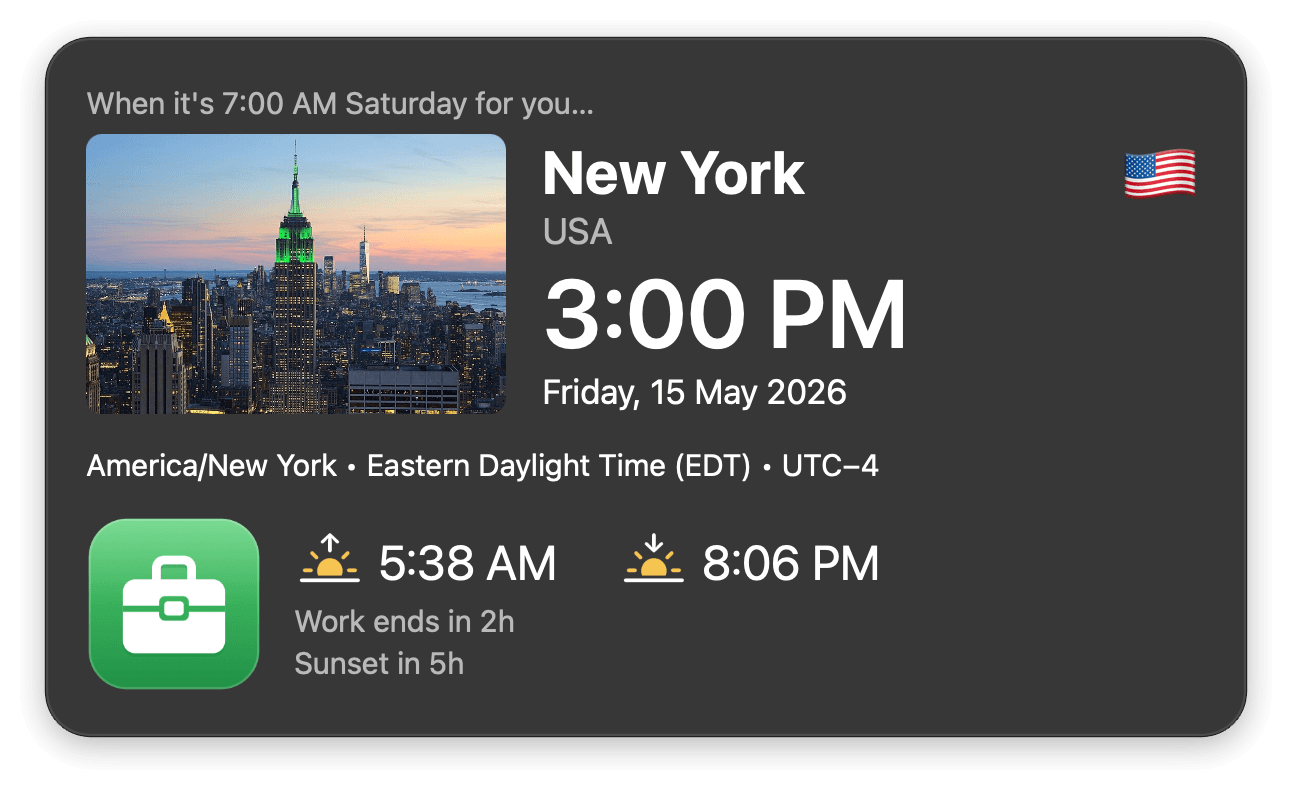 When it's 7:00 AM Saturday for you...
New York
USA
3:00 PM
Friday, 15 May 2026
America/New York • Eastern Daylight Time (EDT) • UTC−4
5:38 AM 8:06 PM
Work ends in 2h
Sunset in 5h